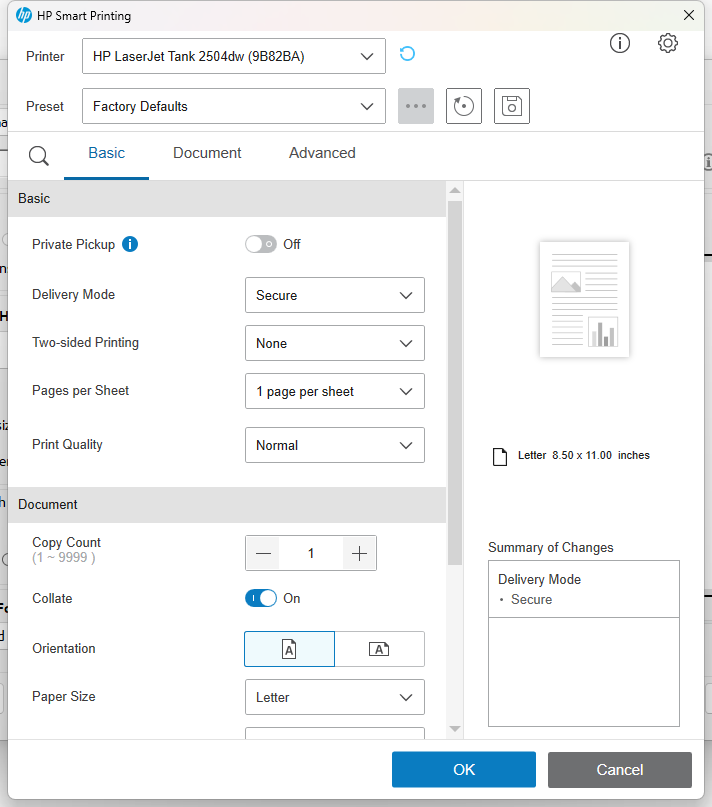 HP Smart Printing
Printer
HP LaserJet Tank 2504dw (9B82BA)
Preset
Factory Defaults
Basic
Document
Advanced
Basic
Private Pickup
Off
Delivery Mode
Secure
Two-sided Printing
None
Pages per Sheet
1 page per sheet
Print Quality
Normal
Letter 8.50 x 11.00 inches
Document
Copy Count
(1 ~ 9999 )
1
Collate
On
Orientation
Paper Size
Letter
Summary of Changes
Delivery Mode
• Secure
OK
Cancel